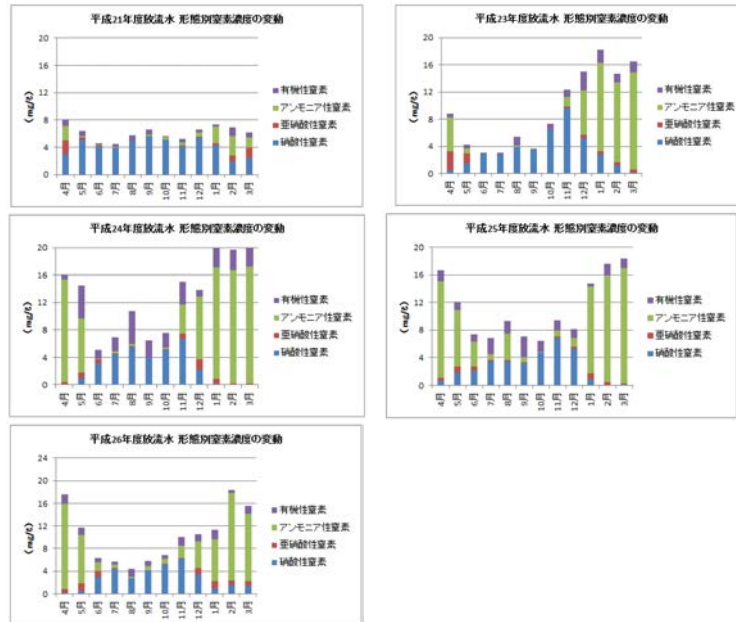 平成21年度放流水 形態別窒素濃度の変動
(mg/ℓ)
20
16
12
8
4
0
4月 5月 6月 7月 8月 9月 10月 11月 12月 1月 2月 3月
有機性窒素
アンモニア性窒素
亜硝酸性窒素
硝酸性窒素
平成23年度放流水 形態別窒素濃度の変動
(mg/ℓ)
20
16
12
8
4
0
4月 5月 6月 7月 8月 9月 10月 11月 12月 1月 2月 3月
有機性窒素
アンモニア性窒素
亜硝酸性窒素
硝酸性窒素
平成24年度放流水 形態別窒素濃度の変動
(mg/ℓ)
20
16
12
8
4
0
4月 5月 6月 7月 8月 9月 10月 11月 12月 1月 2月 3月
有機性窒素
アンモニア性窒素
亜硝酸性窒素
硝酸性窒素
平成25年度放流水 形態別窒素濃度の変動
(mg/ℓ)
20
16
12
8
4
0
4月 5月 6月 7月 8月 9月 10月 11月 12月 1月 2月 3月
有機性窒素
アンモニア性窒素
亜硝酸性窒素
硝酸性窒素
平成26年度放流水 形態別窒素濃度の変動
(mg/ℓ)
24
20
16
12
8
4
0
4月 5月 6月 7月 8月 9月 10月 11月 12月 1月 2月 3月
有機性窒素
アンモニア性窒素
亜硝酸性窒素
硝酸性窒素